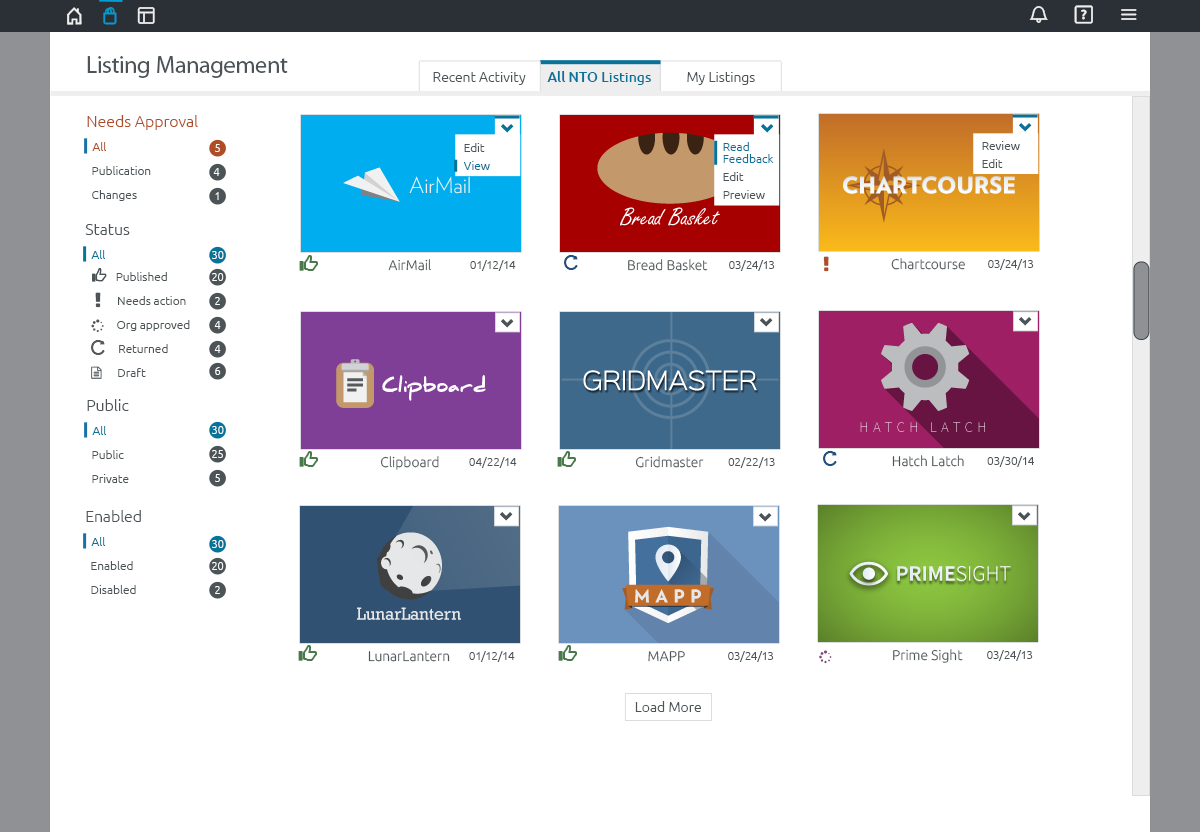 ?
Listing Management
Recent Activity
All NTO Listings
My Listings
Needs Approval
All 5
Publication 4
Changes 1
Status
All 30
Published 20
Needs action 2
Org approved 4
Returned 4
Draft 6
Public
All 30
Public 25
Private 5
Enabled
All 30
Enabled 20
Disabled 2
Edit
View
AirMail
AirMail 01/12/14
Read
Feedback
Edit
Preview
Bread Basket
Bread Basket 03/24/13
Review
Edit
CHARTCOURSE
Chartcourse 03/24/13
Clipboard
Clipboard 04/22/14
GRIDMASTER
Gridmaster 02/22/13
HATCH LATCH
Hatch Latch 03/30/14
LunarLantern
LunarLantern 01/12/14
MAPP
MAPP 03/24/13
PRIMESIGHT
Prime Sight 03/24/13
Load More